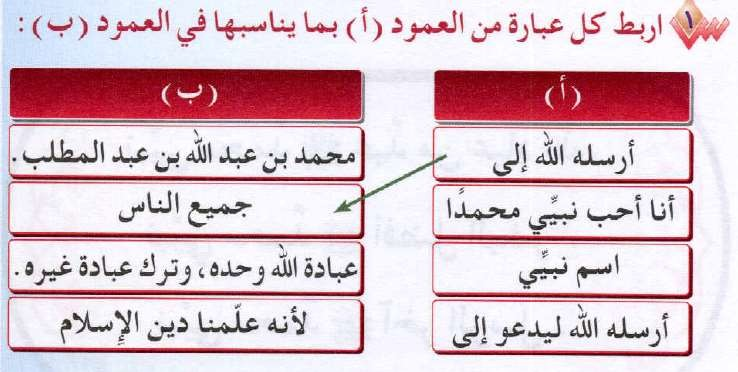 س١ اربط كل عبارة من العمود (أ) بما يناسبها في العمود (ب) :
(أ) (ب)
أرسله الله إلى محمد بن عبد الله بن عبد المطلب.
أنا أحب نبيِّي محمدًا جميع الناس
اسم نبيِّي عبادة الله وحده، وترك عبادة غيره.
أرسله الله ليدعو إلى لأنه علّمنا دين الإسلام